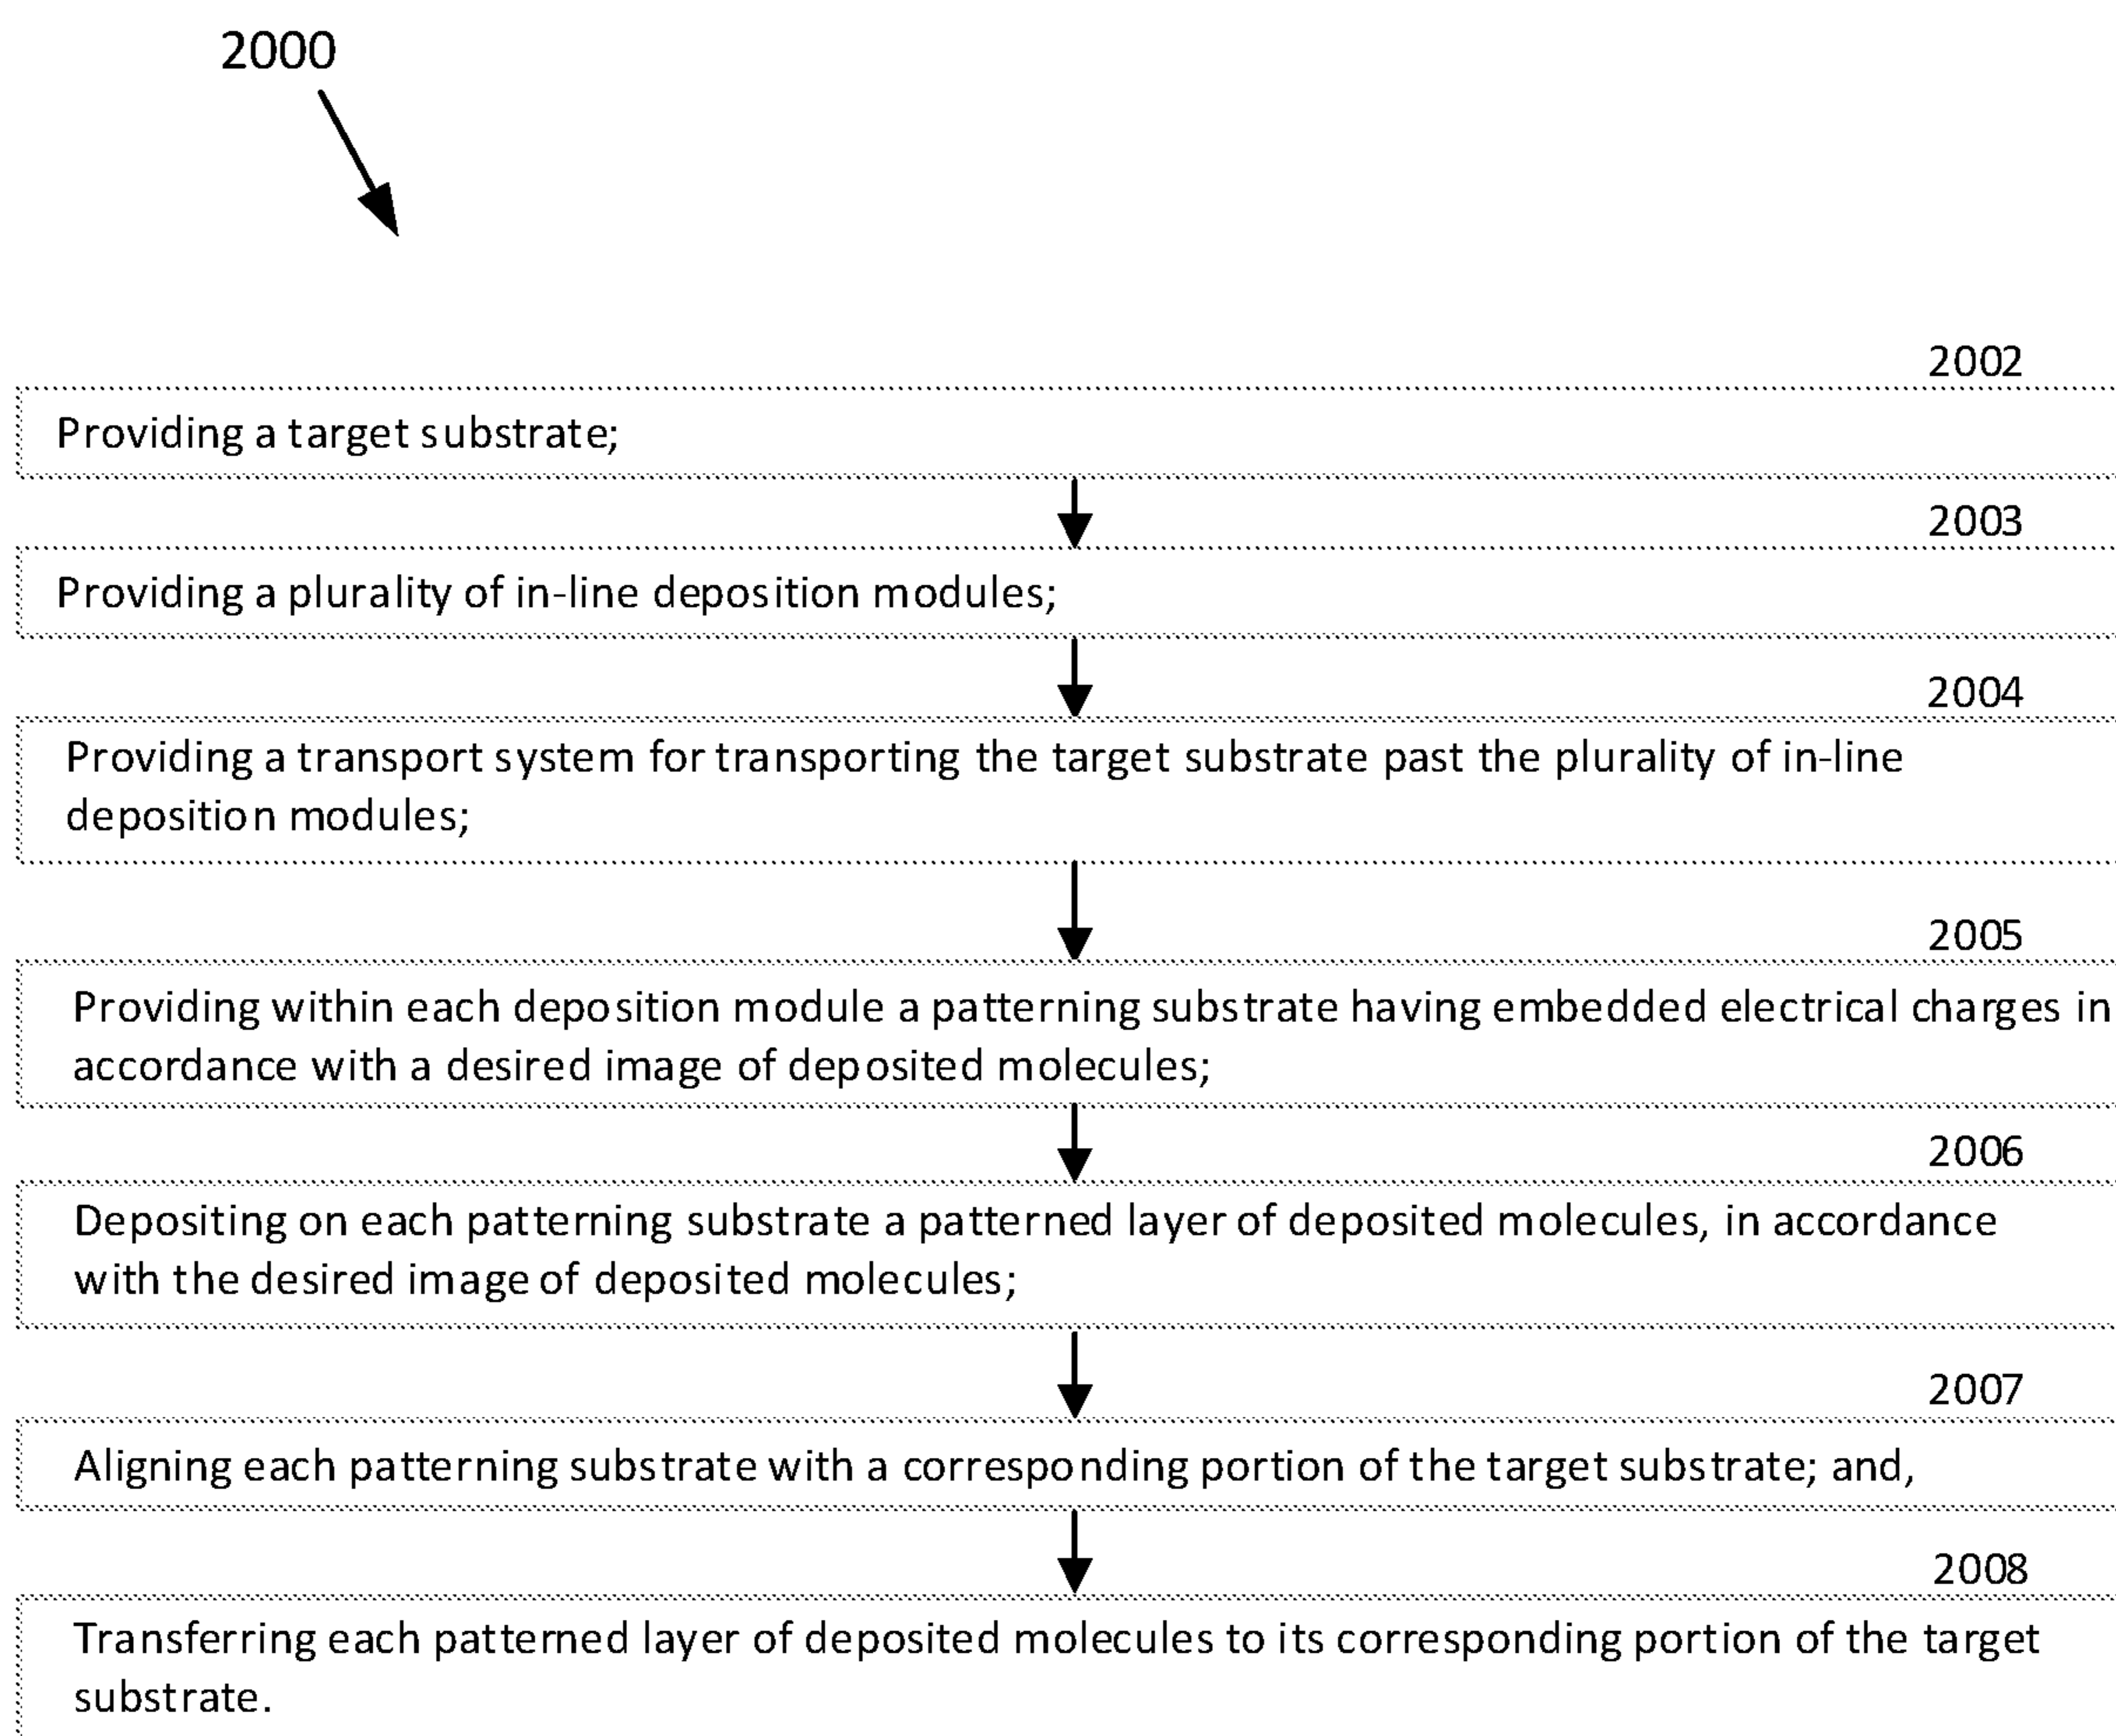 2000
2002
Providing a target substrate;
2003
Providing a plurality of in-line deposition modules;
2004
Providing a transport system for transporting the target substrate past the plurality of in-line
deposition modules;
2005
Providing within each deposition module a patterning substrate having embedded electrical charges in
accordance with a desired image of deposited molecules;
2006
Depositing on each patterning substrate a patterned layer of deposited molecules, in accordance
with the desired image of deposited molecules;
2007
Aligning each patterning substrate with a corresponding portion of the target substrate; and,
2008
Transferring each patterned layer of deposited molecules to its corresponding portion of the target
substrate.